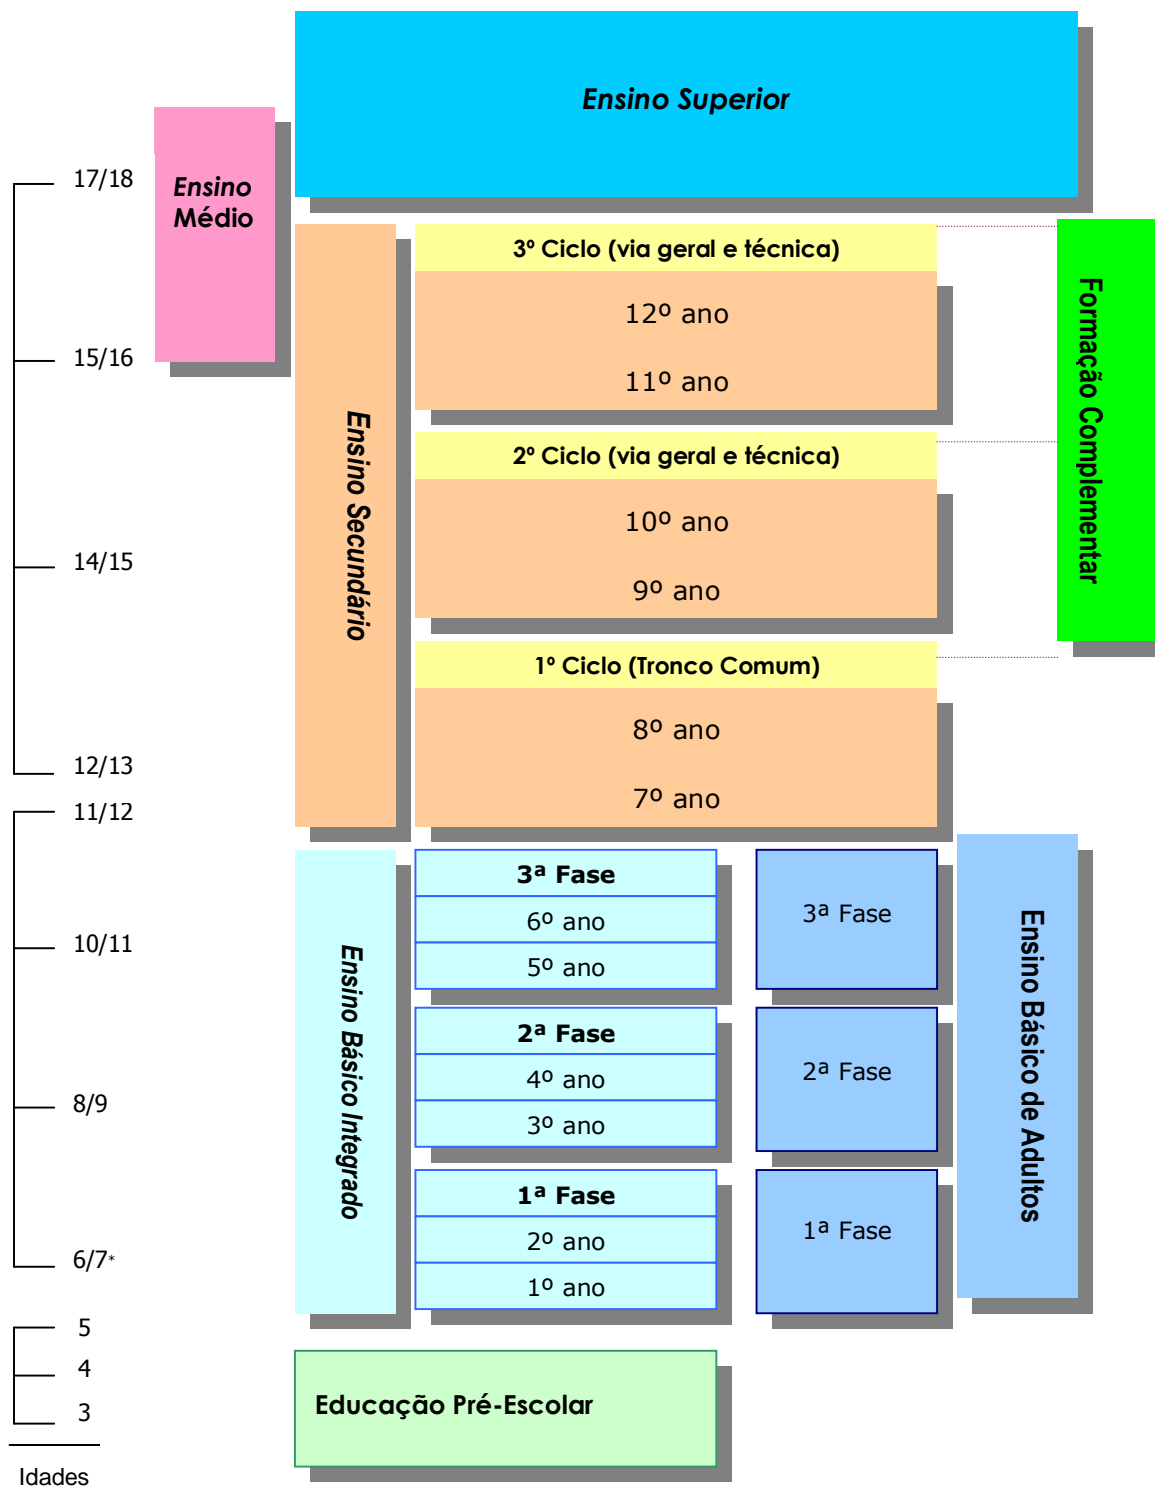 Ensino Superior
17/18
Ensino
Médio
3º Ciclo (via geral e técnica)
12º ano
15/16
11º ano
Ensino Secundário
Formação Complementar
2º Ciclo (via geral e técnica)
10º ano
14/15
9º ano
1º Ciclo (Tronco Comum)
8º ano
12/13
7º ano
11/12
3ª Fase
6º ano
5º ano
3ª Fase
10/11
Ensino Básico Integrado
Ensino Básico de Adultos
2ª Fase
4º ano
3º ano
2ª Fase
8/9
1ª Fase
2º ano
1º ano
1ª Fase
6/7*
5
4
3
Educação Pré-Escolar
Idades